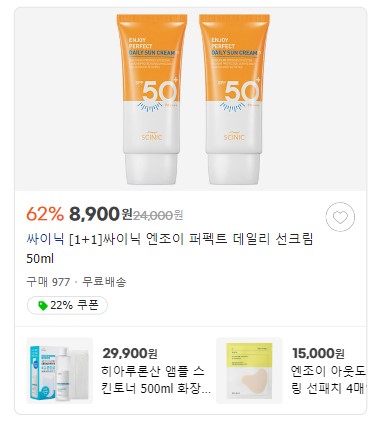 ENJOY
PERFECT
DAILY SUN CREAM
SPF 50+
SCINIC
ENJOY
PERFECT
DAILY SUN CREAM
SPF 50+
SCINIC
62% 8,900원 24,000원
싸이닉 [1+1]싸이닉 엔조이 퍼펙트 데일리 선크림
50ml
구매 977 · 무료배송
22% 쿠폰
29,900원
히아루론산 앰플 스
킨토너 500ml 화장...
15,000원
엔조이 아웃도
링 선패치 4매